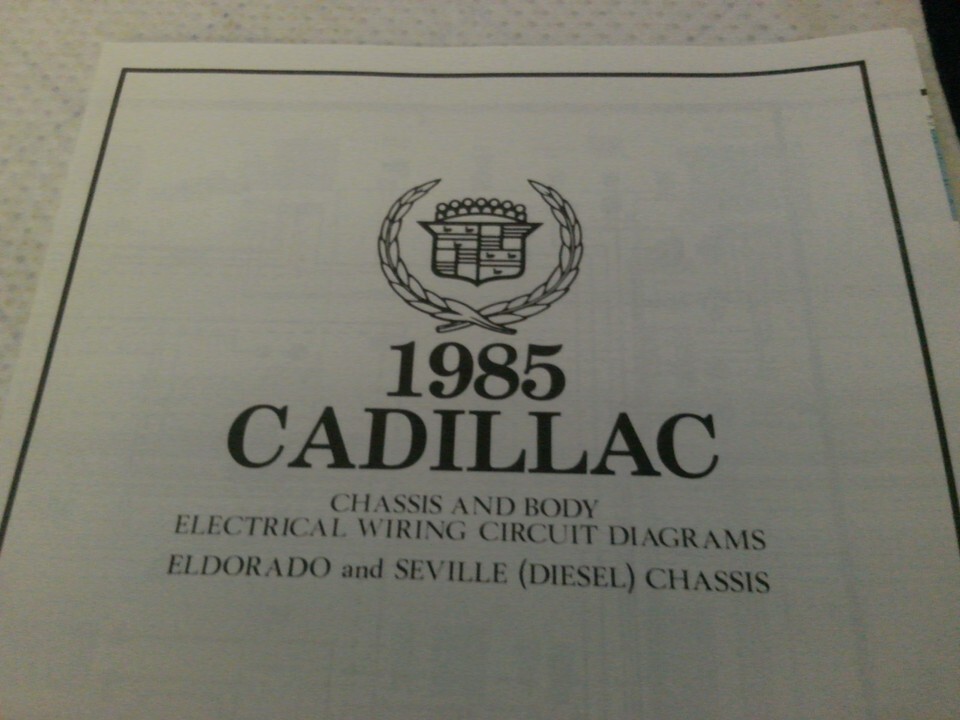 1985
CADILLAC
CHASSIS AND BODY
ELECTRICAL WIRING CIRCUIT DIAGRAMS
ELDORADO and SEVILLE (DIESEL) CHASSIS